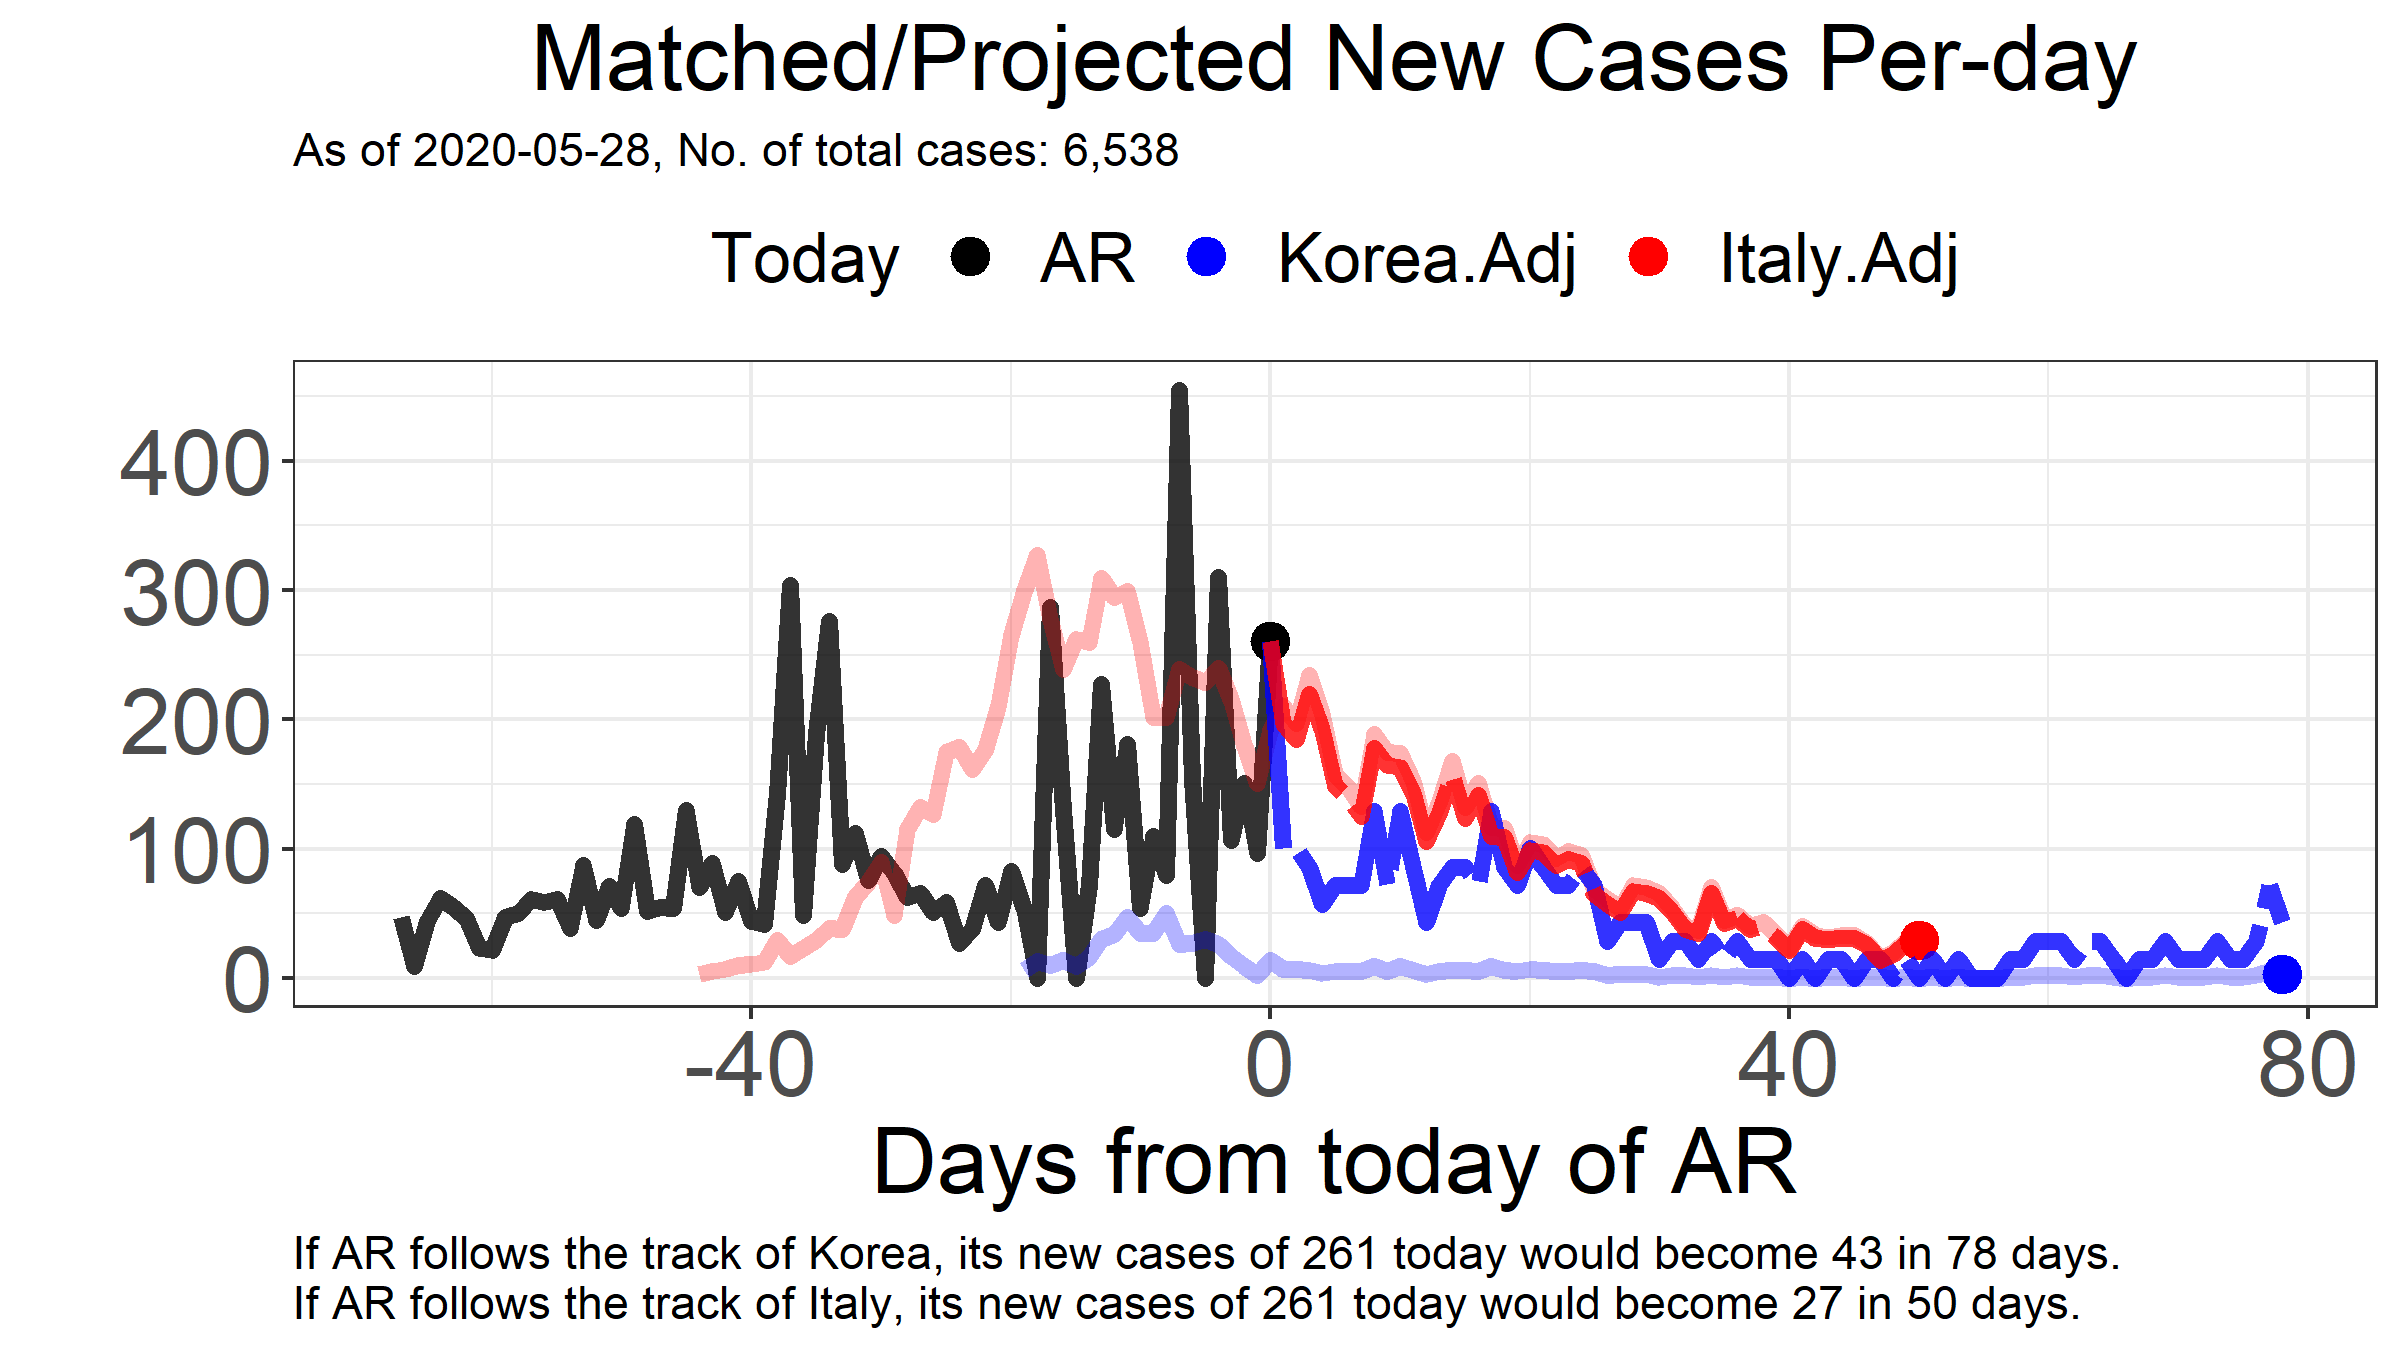 Matched/Projected New Cases Per-day
As of 2020-05-28, No. of total cases: 6,538
Today AR Korea.Adj Italy.Adj
400
300
200
100
0
-40 0 40 80
Days from today of AR
If AR follows the track of Korea, its new cases of 261 today would become 43 in 78 days.
If AR follows the track of Italy, its new cases of 261 today would become 27 in 50 days.